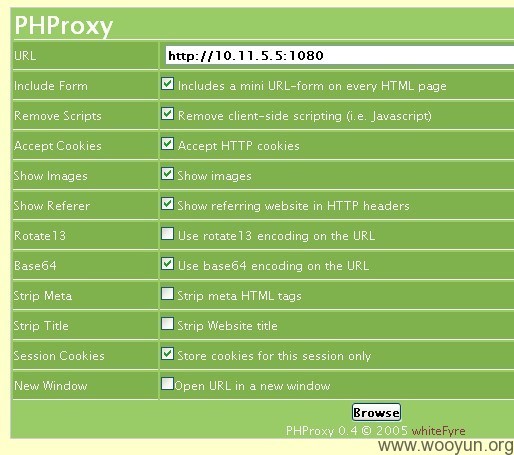 PHProxy
URL http://10.11.5.5:1080
Include Form Includes a mini URL-form on every HTML page
Remove Scripts Remove client-side scripting (i.e. Javascript)
Accept Cookies Accept HTTP cookies
Show Images Show images
Show Referer Show referring website in HTTP headers
Rotate13 Use rotate13 encoding on the URL
Base64 Use base64 encoding on the URL
Strip Meta Strip meta HTML tags
Strip Title Strip Website title
Session Cookies Store cookies for this session only
New Window Open URL in a new window
Browse
PHProxy 0.4 © 2005 whiteFyre
www.wooyun.org